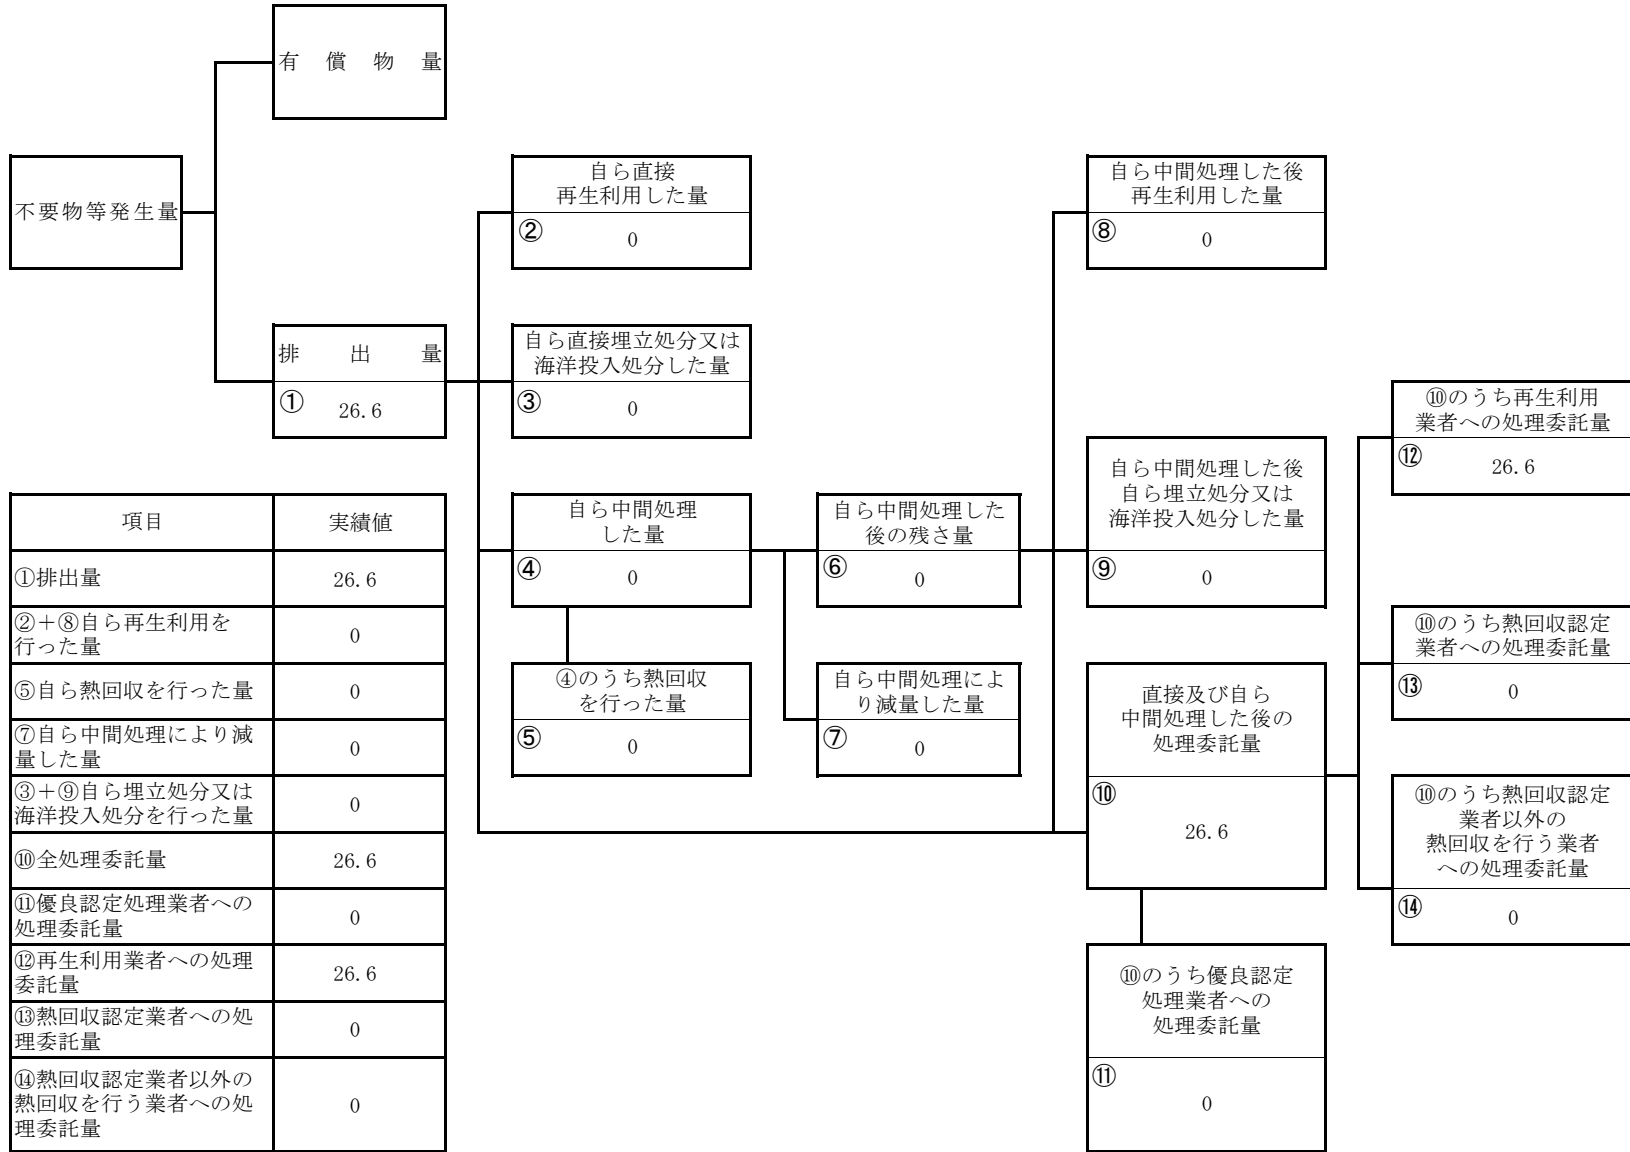 有償物量
不要物等発生量
排出量
① 26.6
自ら直接
再生利用した量
② 0
自ら直接埋立処分又は
海洋投入処分した量
③ 0
自ら中間処理
した量
④ 0
④のうち熱回収
を行った量
⑤ 0
自ら中間処理した
後の残さ量
⑥ 0
自ら中間処理によ
り減量した量
⑦ 0
自ら中間処理した後
再生利用した量
⑧ 0
自ら中間処理した後
自ら埋立処分又は
海洋投入処分した量
⑨ 0
直接及び自ら
中間処理した後の
処理委託量
⑩
26.6
⑩のうち優良認定
処理業者への
処理委託量
⑪
0
⑩のうち再生利用
業者への処理委託量
⑫ 26.6
⑩のうち熱回収認定
業者への処理委託量
⑬ 0
⑩のうち熱回収認定
業者以外の
熱回収を行う業者
への処理委託量
⑭ 0
項目 実績値
①排出量 26.6
②＋⑧自ら再生利用を
行った量 0
⑤自ら熱回収を行った量 0
⑦自ら中間処理により減
量した量 0
③＋⑨自ら埋立処分又は
海洋投入処分を行った量 0
⑩全処理委託量 26.6
⑪優良認定処理業者への
処理委託量 0
⑫再生利用業者への処理
委託量 26.6
⑬熱回収認定業者への処
理委託量 0
⑭熱回収認定業者以外の
熱回収を行う業者への処
理委託量 0